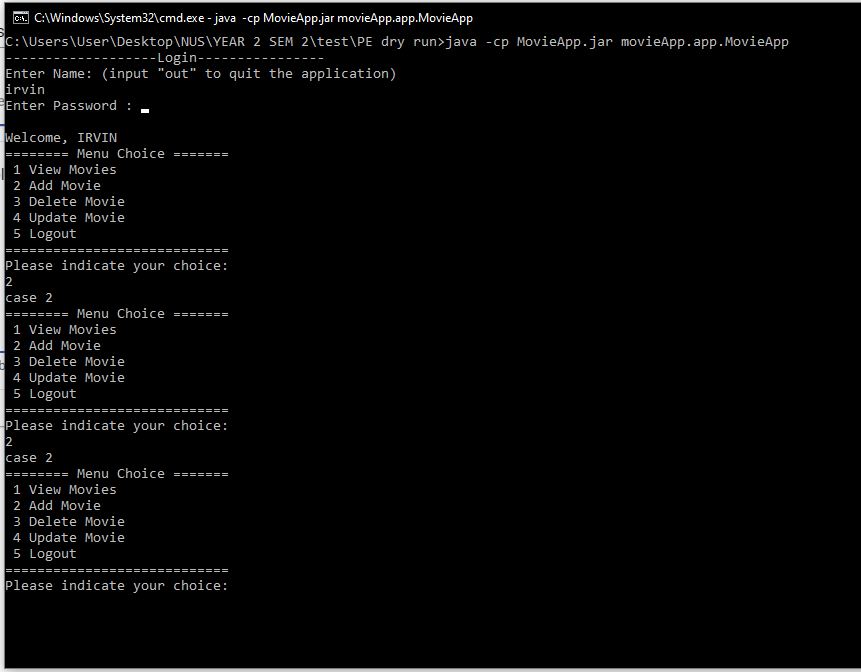 C:\Windows\System32\cmd.exe - java -cp MovieApp.jar movieApp.app.MovieApp
C:\Users\User\Desktop\NUS\YEAR 2 SEM 2\test\PE dry run>java -cp MovieApp.jar movieApp.app.MovieApp
-------------------Login----------------
Enter Name: (input "out" to quit the application)
irvin
Enter Password :
Welcome, IRVIN
======== Menu Choice =======
1 View Movies
2 Add Movie
3 Delete Movie
4 Update Movie
5 Logout
============================
Please indicate your choice:
2
case 2
======== Menu Choice =======
1 View Movies
2 Add Movie
3 Delete Movie
4 Update Movie
5 Logout
============================
Please indicate your choice:
2
case 2
======== Menu Choice =======
1 View Movies
2 Add Movie
3 Delete Movie
4 Update Movie
5 Logout
============================
Please indicate your choice: